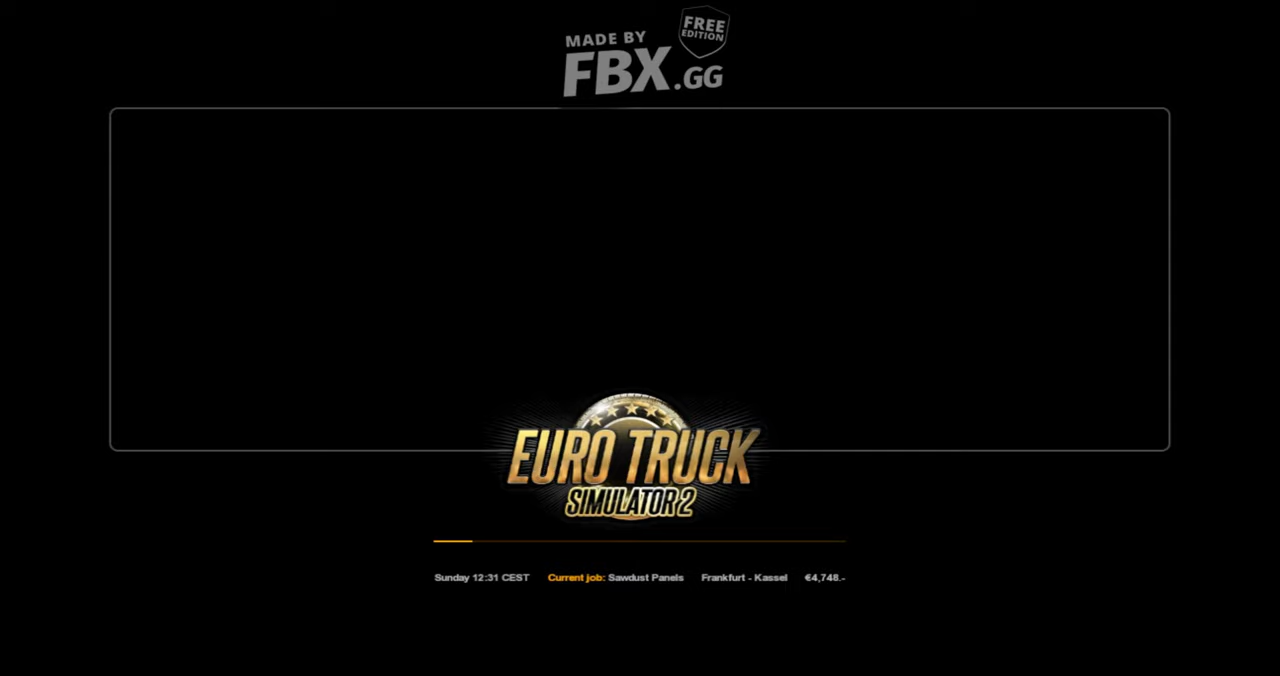 FREE
EDITION
MADE BY
FBX.GG
EURO TRUCK
SIMULATOR 2
Sunday 12:31 CEST Current job: Sawdust Panels Frankfurt - Kassel €4,748.-